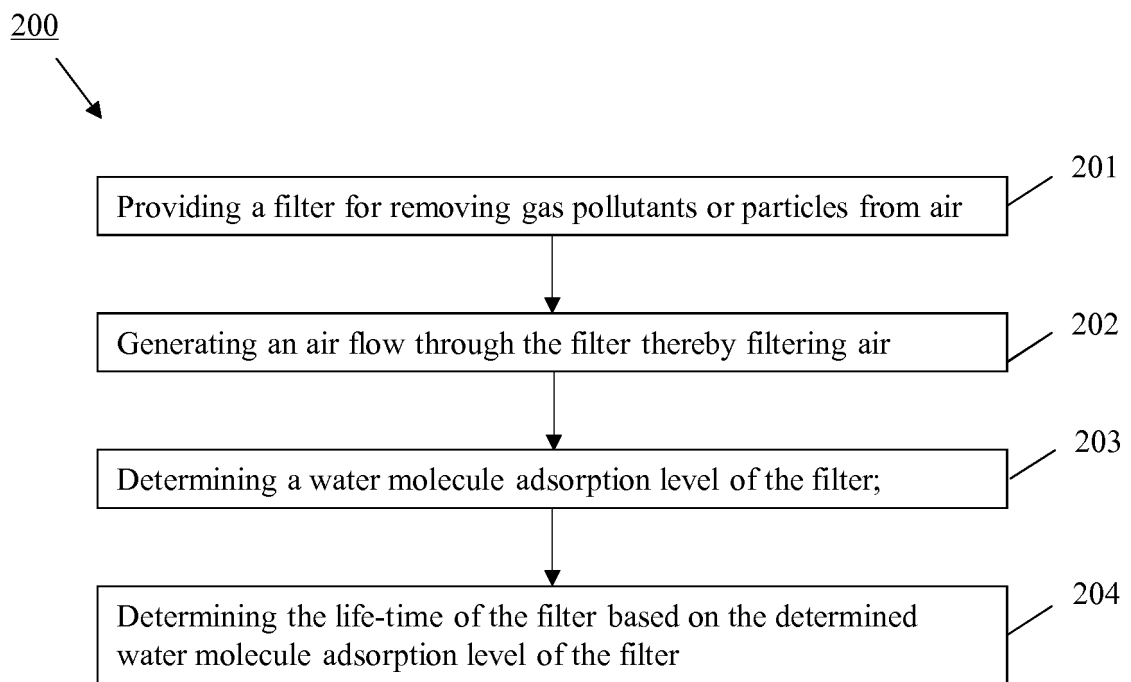 200
201
Providing a filter for removing gas pollutants or particles from air
202
Generating an air flow through the filter thereby filtering air
203
Determining a water molecule adsorption level of the filter;
204
Determining the life-time of the filter based on the determined
water molecule adsorption level of the filter